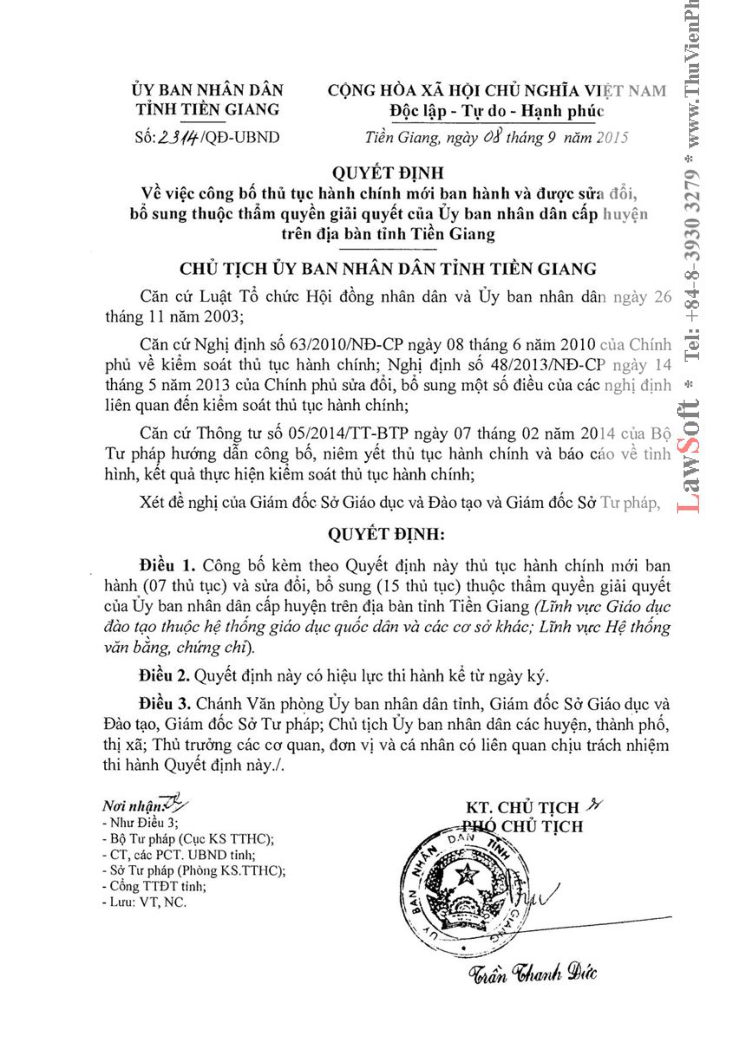 ỦY BAN NHÂN DÂN
TỈNH TIỀN GIANG
Số: 2314/QĐ-UBND
CỘNG HÒA XÃ HỘI CHỦ NGHĨA VIỆT NAM
Độc lập - Tự do - Hạnh phúc
Tiền Giang, ngày 08 tháng 9 năm 2015
QUYẾT ĐỊNH
Về việc công bố thủ tục hành chính mới ban hành và được sửa đổi,
bổ sung thuộc thẩm quyền giải quyết của Ủy ban nhân dân cấp huyện
trên địa bàn tỉnh Tiền Giang
CHỦ TỊCH ỦY BAN NHÂN DÂN TỈNH TIỀN GIANG
Căn cứ Luật Tổ chức Hội đồng nhân dân và Ủy ban nhân dân ngày 26
tháng 11 năm 2003;
Căn cứ Nghị định số 63/2010/NĐ-CP ngày 08 tháng 6 năm 2010 của Chính
phủ về kiểm soát thủ tục hành chính; Nghị định số 48/2013/NĐ-CP ngày 14
tháng 5 năm 2013 của Chính phủ sửa đổi, bổ sung một số điều của các nghị định
liên quan đến kiểm soát thủ tục hành chính;
Căn cứ Thông tư số 05/2014/TT-BTP ngày 07 tháng 02 năm 2014 của Bộ
Tư pháp hướng dẫn công bố, niêm yết thủ tục hành chính và báo cáo về tình
hình, kết quả thực hiện kiểm soát thủ tục hành chính;
Xét đề nghị của Giám đốc Sở Giáo dục và Đào tạo và Giám đốc Sở Tư pháp,
QUYẾT ĐỊNH:
Điều 1. Công bố kèm theo Quyết định này thủ tục hành chính mới ban
hành (07 thủ tục) và sửa đổi, bổ sung (15 thủ tục) thuộc thẩm quyền giải quyết
của Ủy ban nhân dân cấp huyện trên địa bàn tỉnh Tiền Giang (Lĩnh vực Giáo dục
đào tạo thuộc hệ thống giáo dục quốc dân và các cơ sở khác; Lĩnh vực Hệ thống
văn bằng, chứng chỉ).
Điều 2. Quyết định này có hiệu lực thi hành kể từ ngày ký.
Điều 3. Chánh Văn phòng Ủy ban nhân dân tỉnh, Giám đốc Sở Giáo dục và
Đào tạo, Giám đốc Sở Tư pháp; Chủ tịch Ủy ban nhân dân các huyện, thành phố,
thị xã; Thủ trưởng các cơ quan, đơn vị và cá nhân có liên quan chịu trách nhiệm
thi hành Quyết định này./.
Nơi nhận:
- Như Điều 3;
- Bộ Tư pháp (Cục KS TTHC);
- CT, các PCT. UBND tỉnh;
- Sở Tư pháp (Phòng KS.TTHC);
- Cổng TTĐT tỉnh;
- Lưu: VT, NC.
KT. CHỦ TỊCH
PHÓ CHỦ TỊCH
ỦY BAN NHÂN DÂN TỈNH TIỀN GIANG
Trần Thanh Đức
LawSoft * Tel: +84-8-3930 3279 * www.ThuVienPh